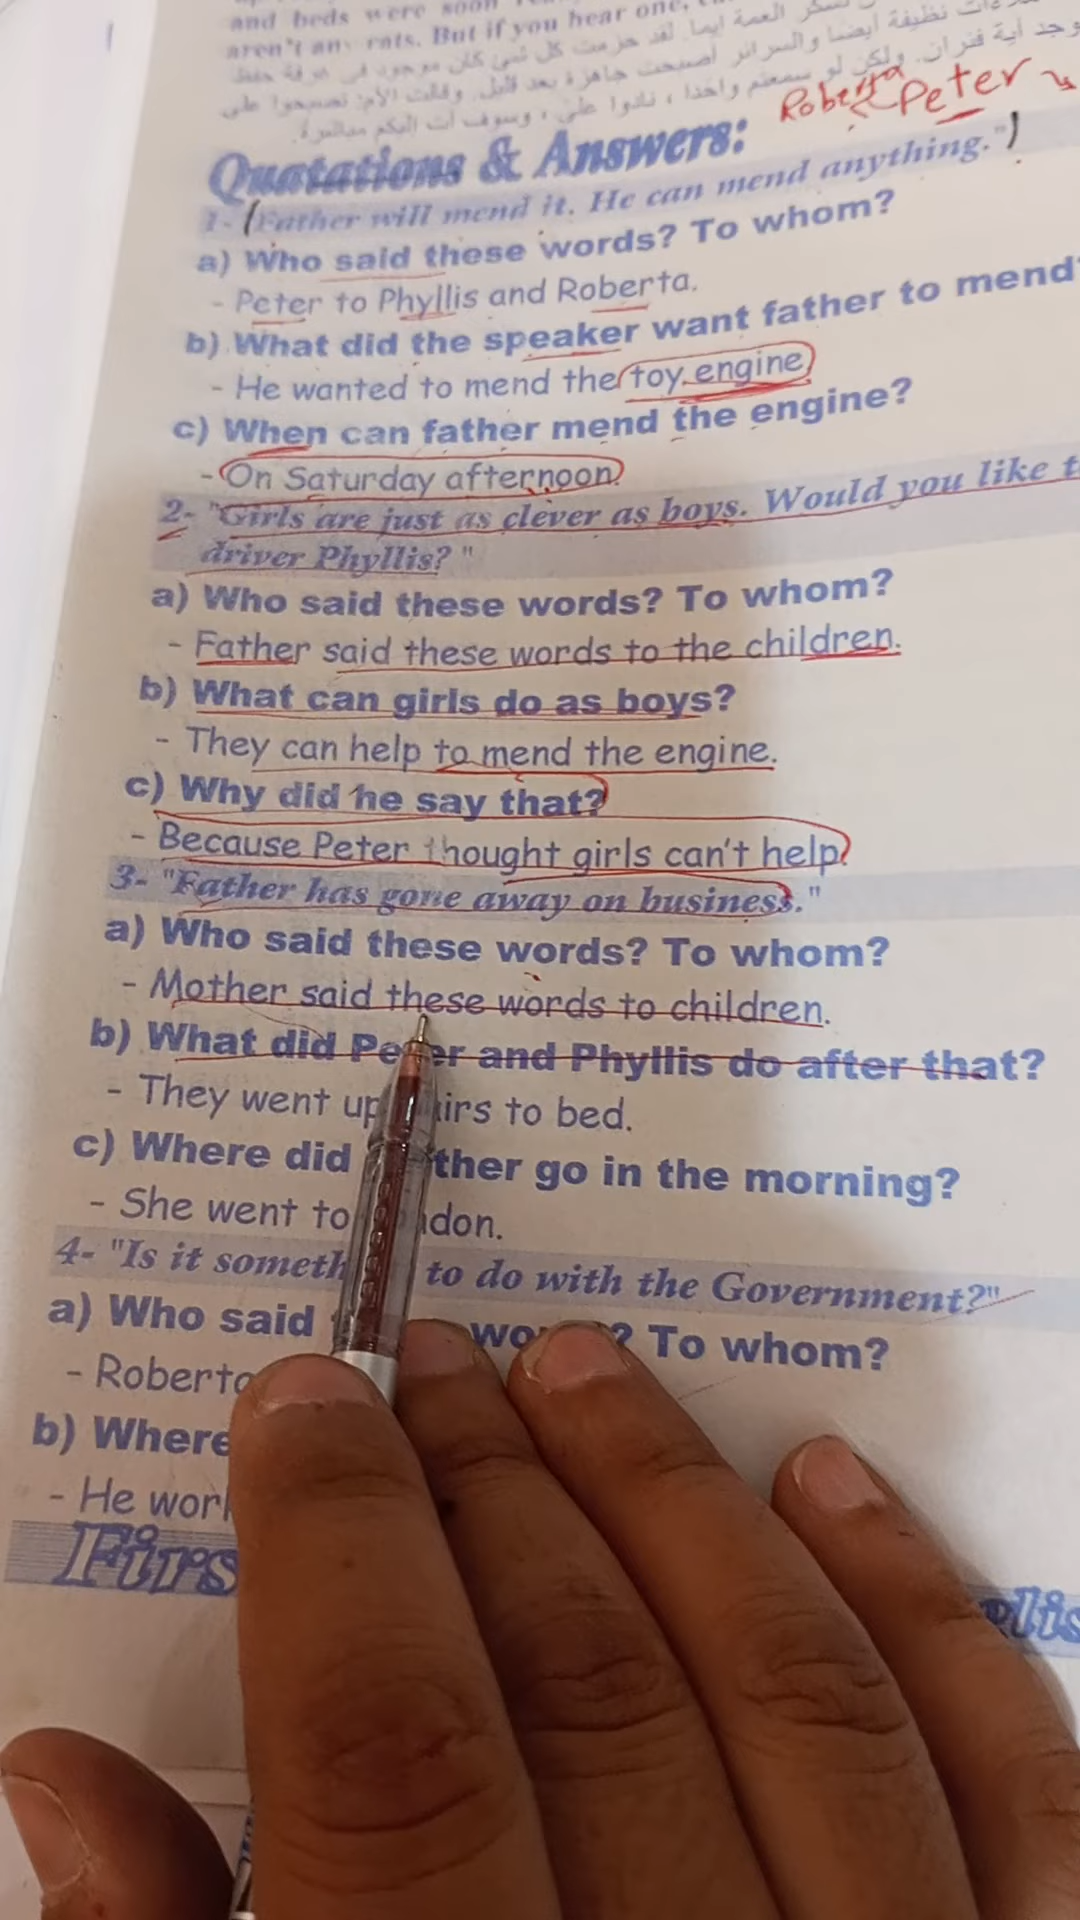 and beds were soon
aren't any rats. But if you hear one,
Roberta Peter
Quotations & Answers:
1- (Father will mend it. He can mend anything.")
a) Who said these words? To whom?
- Peter to Phyllis and Roberta.
b) What did the speaker want father to mend?
- He wanted to mend the toy engine
c) When can father mend the engine?
- On Saturday afternoon.
2- "Girls are just as clever as boys. Would you like t
driver Phyllis? "
a) Who said these words? To whom?
- Father said these words to the children.
b) What can girls do as boys?
- They can help to mend the engine.
c) Why did he say that?
- Because Peter thought girls can't help.
3- "Father has gone away on business."
a) Who said these words? To whom?
- Mother said these words to children.
b) What did Peter and Phyllis do after that?
- They went up irs to bed.
c) Where did ther go in the morning?
- She went to don.
4- "Is it someth to do with the Government?"
a) Who said wo ? To whom?
- Roberta
b) Where
- He wor
Firs